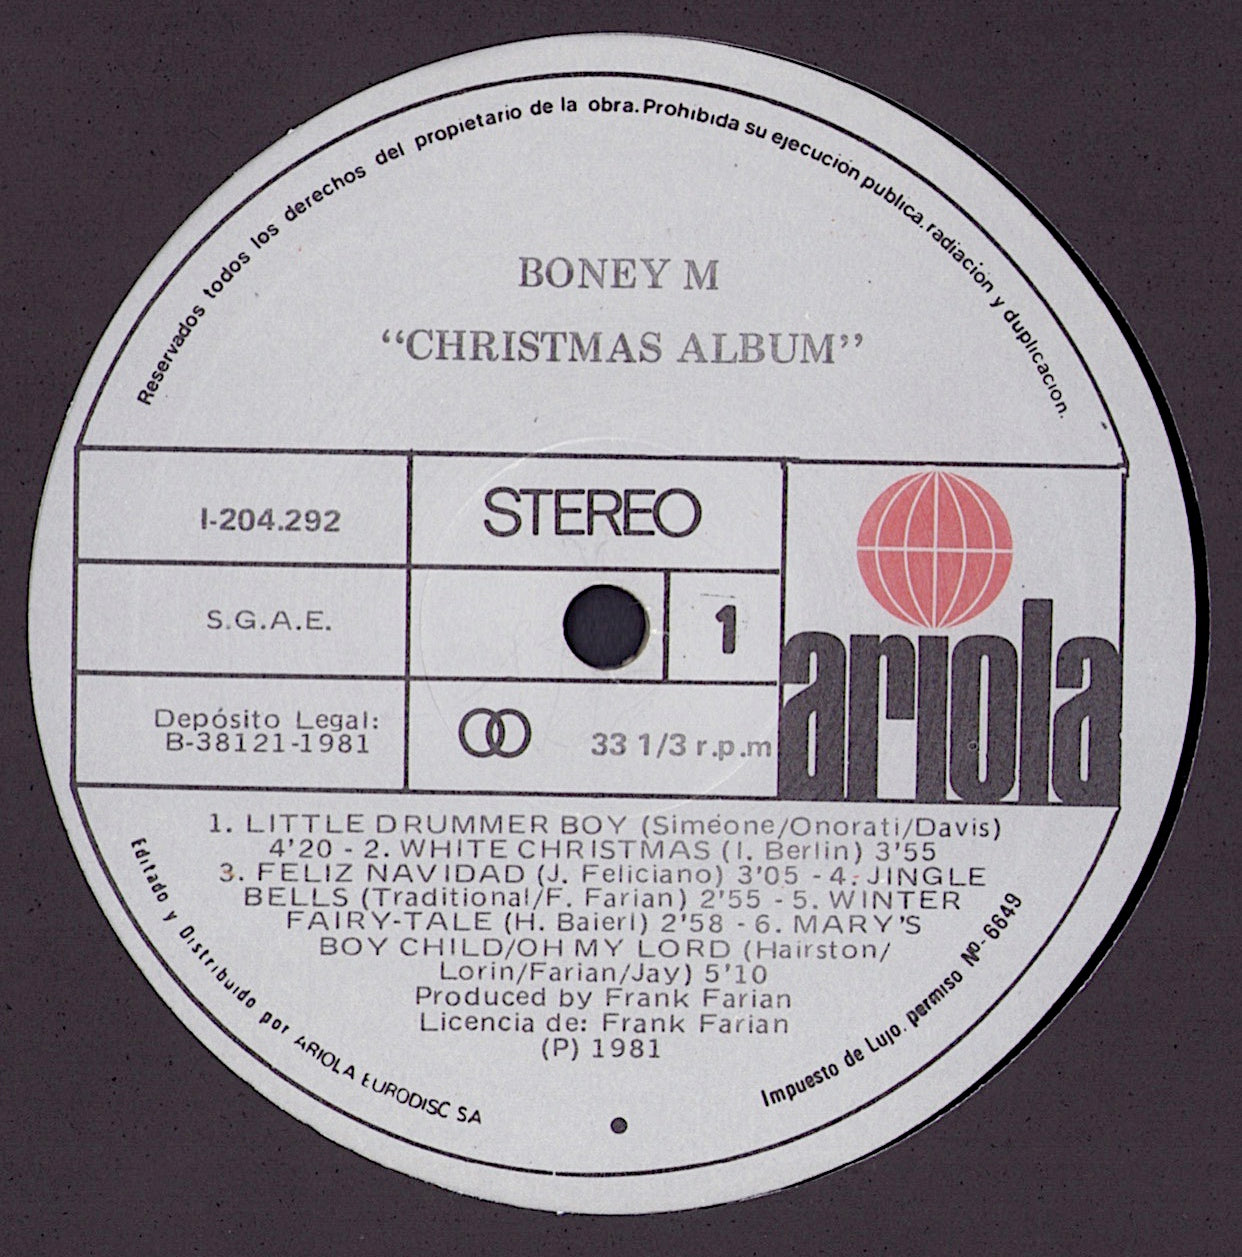 Reservados todos los derechos del propietario de la obra. Prohibida su ejecución publica, radiación y duplicación.
BONEY M
“CHRISTMAS ALBUM”
I-204.292
STEREO
S.G.A.E.
1
ariola
Depósito Legal:
B-38121-1981
33 1/3 r.p.m
1. LITTLE DRUMMER BOY (Simeone/Onorati/Davis)
4'20 - 2. WHITE CHRISTMAS (I. Berlin) 3'55
3. FELIZ NAVIDAD (J. Feliciano) 3'05 - 4. JINGLE
BELLS (Traditional/F. Farian) 2'55 - 5. WINTER
FAIRY-TALE (H. Baierl) 2'58 - 6. MARY'S
BOY CHILD/OH MY LORD (Hairston/
Lorin/Farian/Jay) 5'10
Produced by Frank Farian
Licencia de: Frank Farian
(P) 1981
Editado y Distribuido por ARIOLA EURODISC SA
Impuesto de Lujo. permiso Nº- 6649